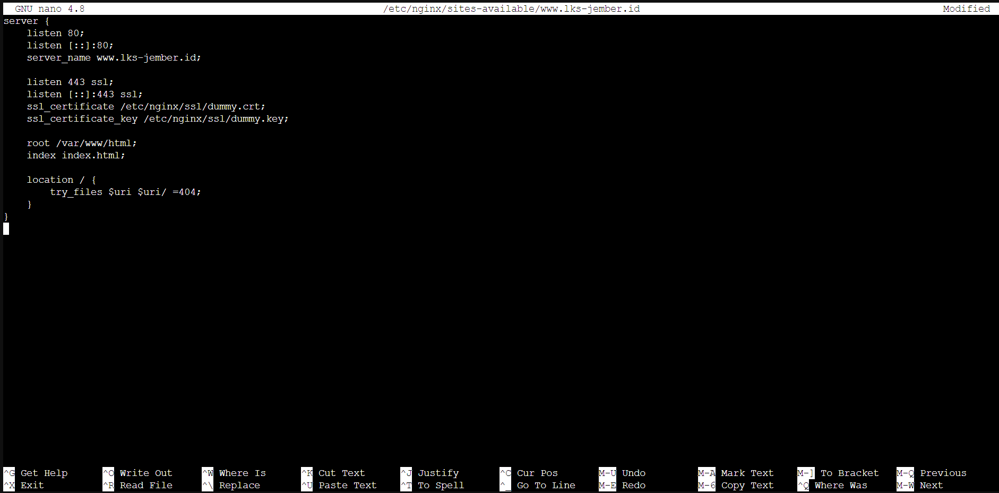 GNU nano 4.8 /etc/nginx/sites-available/www.lks-jember.id Modified
server {
    listen 80;
    listen [::]:80;
    server_name www.lks-jember.id;

    listen 443 ssl;
    listen [::]:443 ssl;
    ssl_certificate /etc/nginx/ssl/dummy.crt;
    ssl_certificate_key /etc/nginx/ssl/dummy.key;

    root /var/www/html;
    index index.html;

    location / {
        try_files $uri $uri/ =404;
    }
}
^G Get Help ^O Write Out ^W Where Is ^K Cut Text ^J Justify ^C Cur Pos M-U Undo M-A Mark Text M-] To Bracket M-Q Previous
^X Exit ^R Read File ^\ Replace ^U Paste Text ^T To Spell ^_ Go To Line M-E Redo M-6 Copy Text ^Q Where Was M-W Next